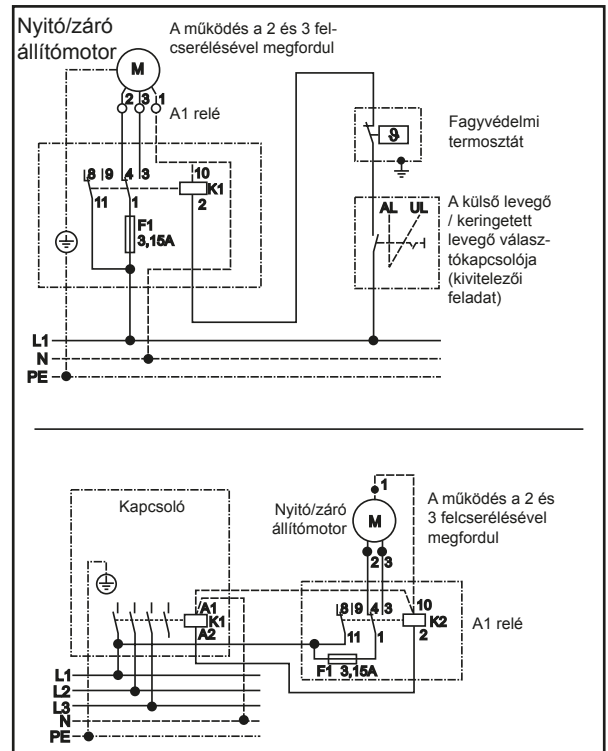 Nyitó/záró
állítómotor
A működés a 2 és 3 fel-
cserélésével megfordul
M
2 3 1
A1 relé
8 9 4 3
10
K1
11 1
2
F1
3,15A
Fagyvédelmi
termosztát
ϑ
AL UL
A külső levegő
/ keringetett
levegő válasz-
tókapcsolója
(kivitelezői
feladat)
L1
N
PE
Kapcsoló
Nyitó/záró
állítómotor
1
M
2 3
A működés a 2 és
3 felcserélésével
megfordul
A1
K1
A2
8 9 4 3
10
K2
11 1
2
A1 relé
F1 3,15A
L1
L2
L3
N
PE